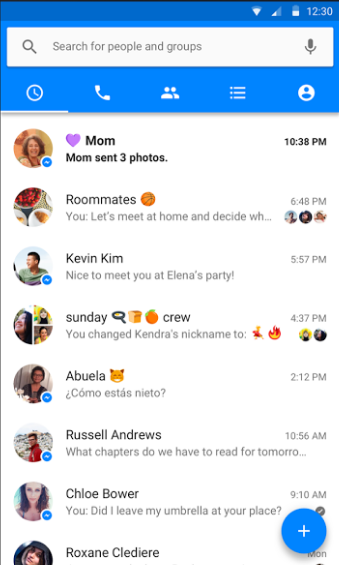 12:30
Search for people and groups
💜 Mom
10:38 PM
Mom sent 3 photos.
Roommates 🏀
6:48 PM
You: Let's meet at home and decide wh...
Kevin Kim
5:57 PM
Nice to meet you at Elena's party!
sunday 🍳🍞🍊 crew
4:37 PM
You changed Kendra's nickname to: 💃🔥
Abuela 😸
2:12 PM
¿Cómo estás nieto?
Russell Andrews
10:56 AM
What chapters do we have to read for tomorro...
Chloe Bower
9:10 AM
You: Did I leave my umbrella at your place?
Roxane Clediere
Mon